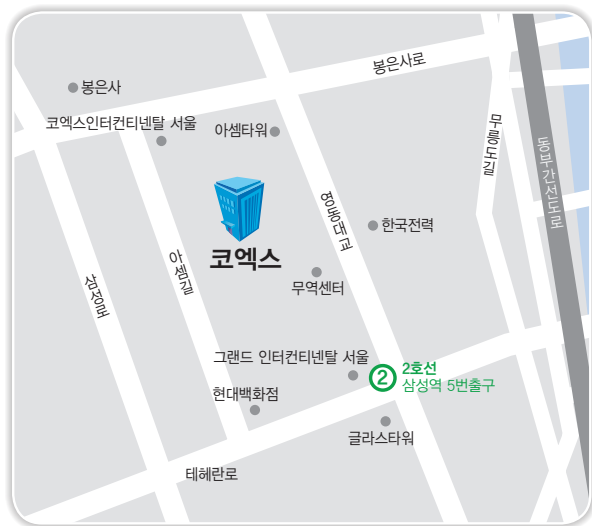 봉은사로
봉은사
코엑스인터컨티넨탈 서울
아셈타워
무릉도길
동부간선도로
영동대교
한국전력
코엑스
아셈길
삼성로
무역센터
그랜드 인터컨티넨탈 서울
2
2호선
삼성역 5번출구
현대백화점
글라스타워
테헤란로